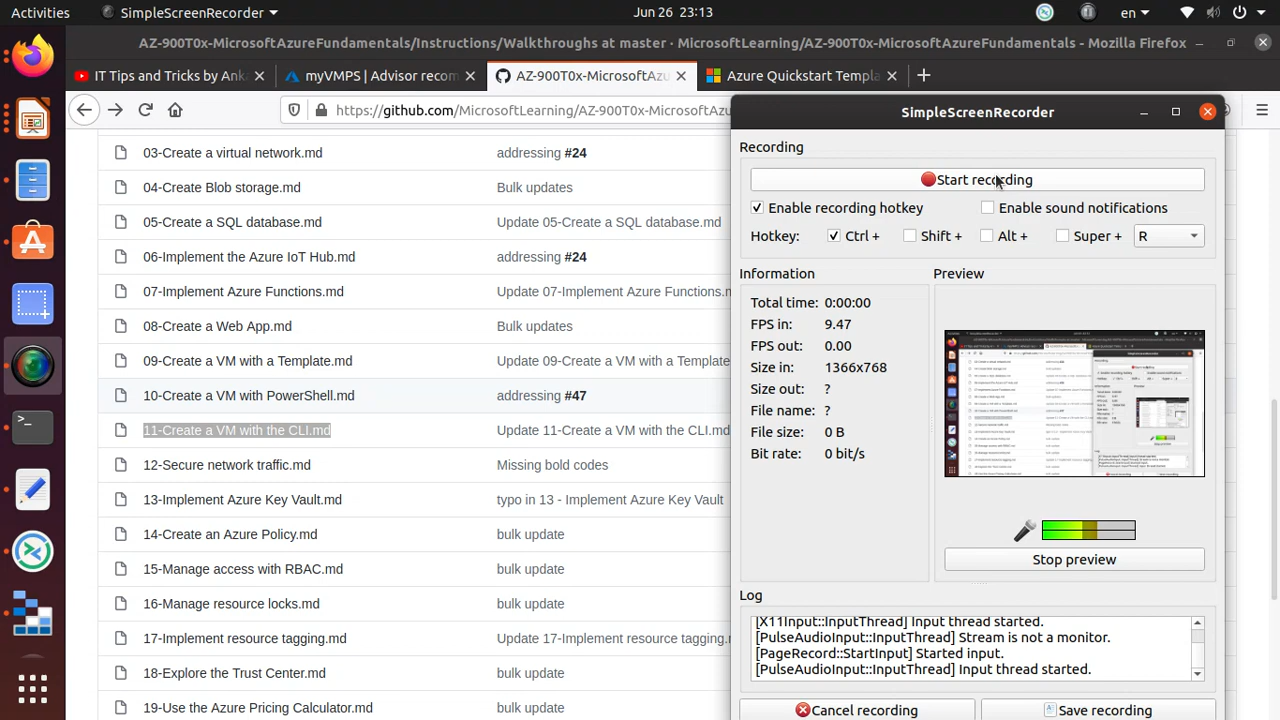 Activities
SimpleScreenRecorder
Jun 26 23:13
en
AZ-900T0x-MicrosoftAzureFundamentals/Instructions/Walkthroughs at master · MicrosoftLearning/AZ-900T0x-MicrosoftAzureFundamentals - Mozilla Firefox
IT Tips and Tricks by Ank
myVMPS | Advisor recom
AZ-900T0x-MicrosoftAzu
Azure Quickstart Templa
https://github.com/MicrosoftLearning/AZ-900T0x-MicrosoftAzu
03-Create a virtual network.md addressing #24
04-Create Blob storage.md Bulk updates
05-Create a SQL database.md Update 05-Create a SQL database.md
06-Implement the Azure IoT Hub.md addressing #24
07-Implement Azure Functions.md Update 07-Implement Azure Functions.m
08-Create a Web App.md Bulk updates
09-Create a VM with a Template.md Update 09-Create a VM with a Template
10-Create a VM with PowerShell.md addressing #47
11-Create a VM with the CLI.md Update 11-Create a VM with the CLI.md
12-Secure network traffic.md Missing bold codes
13-Implement Azure Key Vault.md typo in 13 - Implement Azure Key Vault
14-Create an Azure Policy.md bulk update
15-Manage access with RBAC.md bulk update
16-Manage resource locks.md bulk update
17-Implement resource tagging.md Update 17-Implement resource tagging.
18-Explore the Trust Center.md bulk update
19-Use the Azure Pricing Calculator.md bulk update
SimpleScreenRecorder
Recording
Start recording
Enable recording hotkey
Enable sound notifications
Hotkey: Ctrl + Shift + Alt + Super + R
Information
Total time: 0:00:00
FPS in: 9.47
FPS out: 0.00
Size in: 1366x768
Size out: ?
File name: ?
File size: 0 B
Bit rate: 0 bit/s
Preview
Stop preview
Log
[X11Input::InputThread] Input thread started.
[PulseAudioInput::InputThread] Stream is not a monitor.
[PageRecord::StartInput] Started input.
[PulseAudioInput::InputThread] Input thread started.
Cancel recording
Save recording